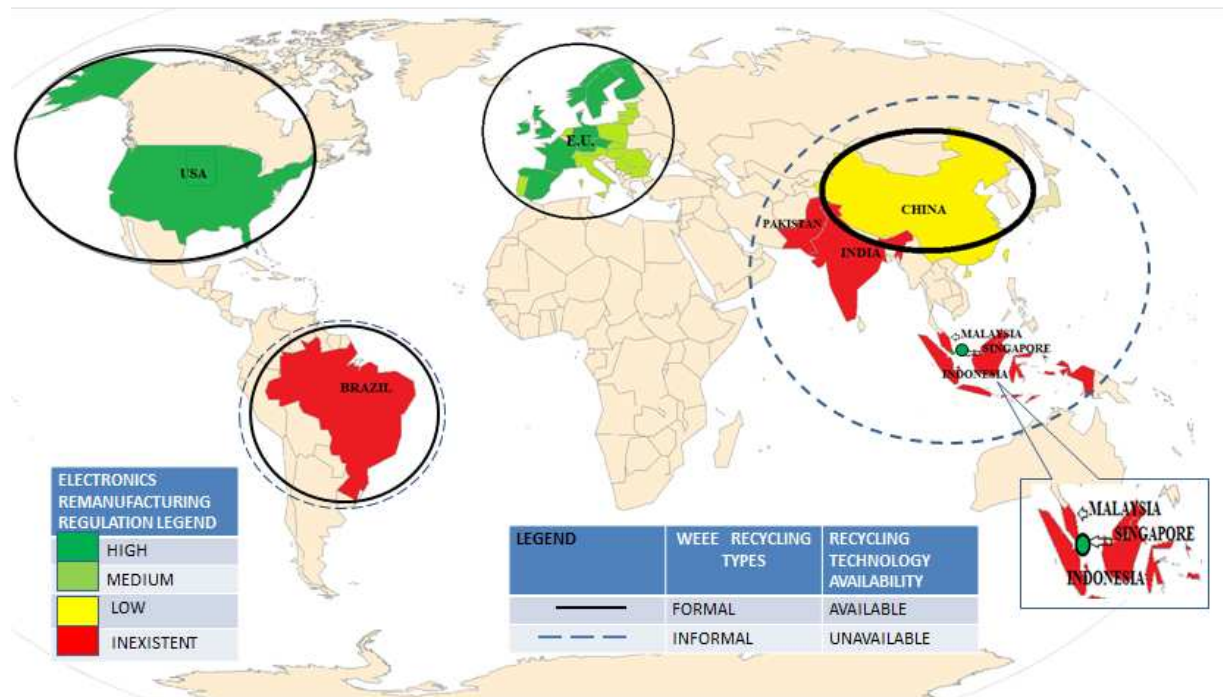 USA
E.U.
CHINA
PAKISTAN
INDIA
MALAYSIA
SINGAPORE
INDONESIA
BRAZIL
ELECTRONICS
REMANUFACTURING
REGULATION LEGEND
HIGH
MEDIUM
LOW
INEXISTENT
LEGEND WEEE RECYCLING TYPES RECYCLING TECHNOLOGY AVAILABILITY
FORMAL AVAILABLE
INFORMAL UNAVAILABLE
MALAYSIA
SINGAPORE
INDONESIA